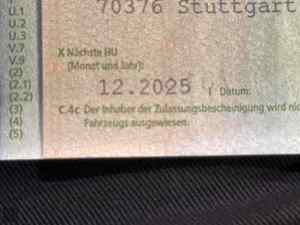 70376 Stuttgart
U.1
U.2
U.3
V.7
V.9
(2)
(2.1)
(2.2)
(3)
(4)
(5)
X Nächste HU
(Monat und Jahr):
12.2025 | Datum:
C.4c Der Inhaber der Zulassungsbescheinigung wird nic
Fahrzeugs ausgewiesen.